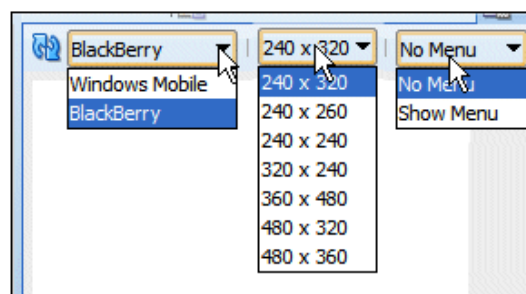 BlackBerry
Windows Mobile
BlackBerry
240 x 320
240 x 320
240 x 260
240 x 240
320 x 240
360 x 480
480 x 320
480 x 360
No Menu
No Menu
Show Menu